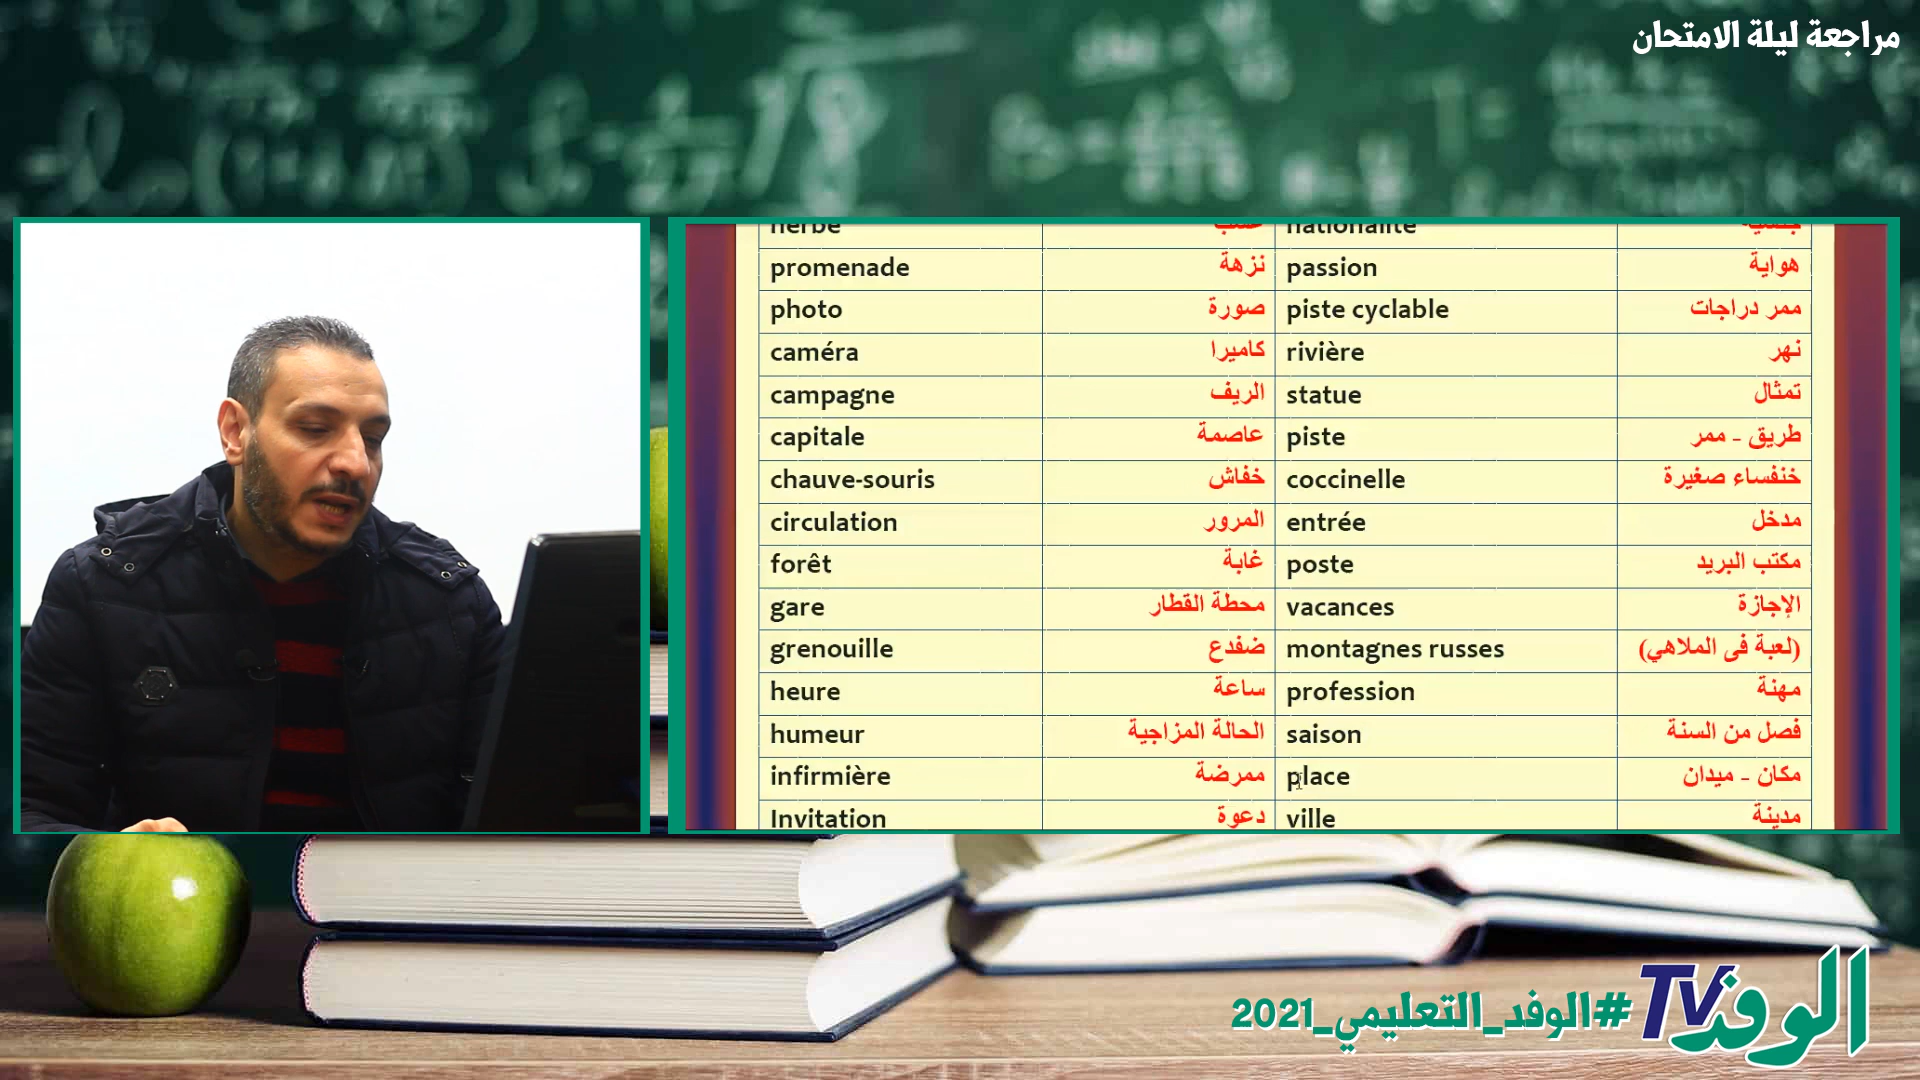 مراجعة ليلة الامتحان
herbe عشب nationalité جنسية
promenade نزهة passion هواية
photo صورة piste cyclable ممر دراجات
caméra كاميرا rivière نهر
campagne الريف statue تمثال
capitale عاصمة piste طريق - ممر
chauve-souris خفاش coccinelle خنفساء صغيرة
circulation المرور entrée مدخل
forêt غابة poste مكتب البريد
gare محطة القطار vacances الإجازة
grenouille ضفدع montagnes russes (لعبة فى الملاهي)
heure ساعة profession مهنة
humeur الحالة المزاجية saison فصل من السنة
infirmière ممرضة place مكان - ميدان
Invitation دعوة ville مدينة
#الوفد_التعليمي_2021
الوفد TV